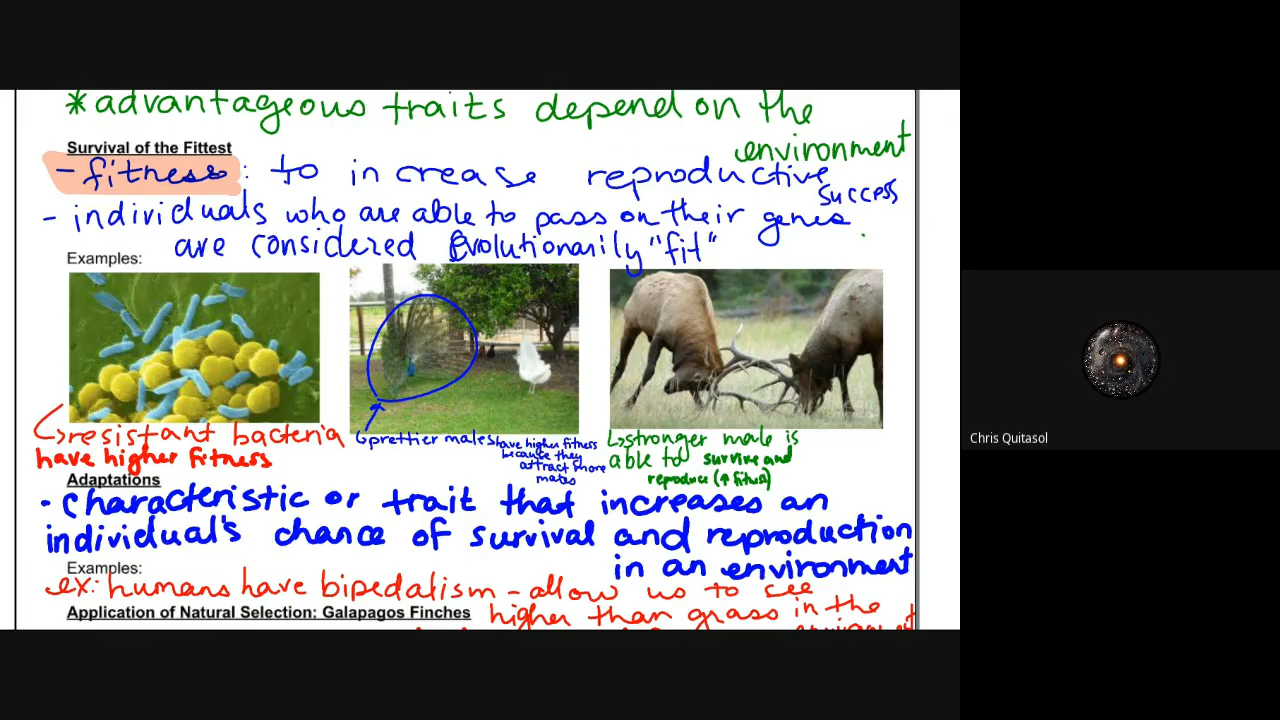 *advantageous traits depend on the
environment
Survival of the Fittest
- fitness: to increase reproductive
success
- individuals who are able to pass on their genes
are considered Evolutionarily "fit"
Examples:
↳resistant bacteria
have higher fitness
↳prettier males have higher fitness
because they
attract more
mates
↳stronger male is
able to survive and
reproduce (↑ fitness)
Chris Quitasol
Adaptations
• characteristic or trait that increases an
individual's chance of survival and reproduction
in an environment
Examples:
ex: humans have bipedalism - allow us to see
higher than grass in the
Application of Natural Selection: Galapagos Finches